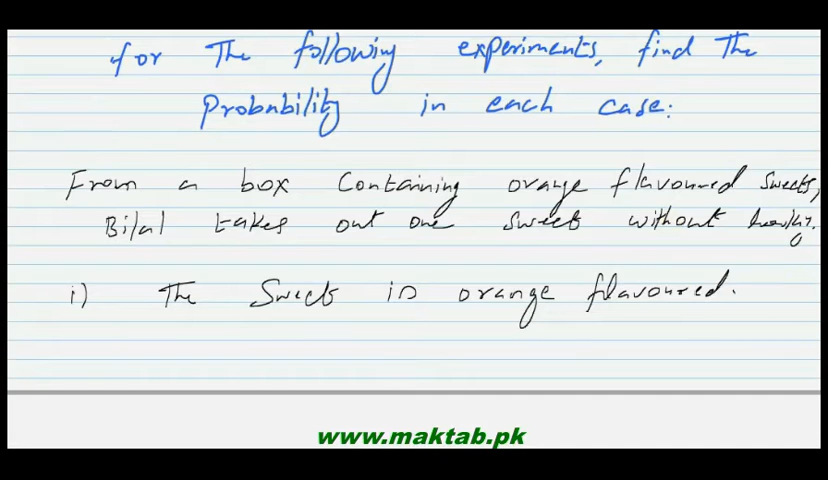 for The following experiments, find The
Probability in each case:
From a box Containing orange flavoured sweets,
Bilal takes out one sweet without looking.
i) The Sweet is orange flavoured.
www.maktab.pk